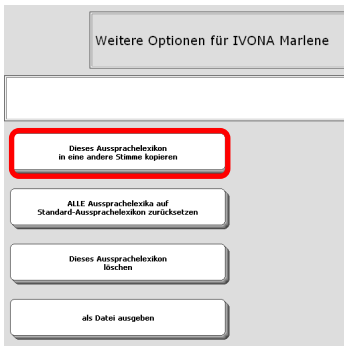 Weitere Optionen für IVONA Marlene
Dieses Aussprachelexikon
in eine andere Stimme kopieren
ALLE Aussprachelexika auf
Standard-Aussprachelexikon zurücksetzen
Dieses Aussprachelexikon
löschen
als Datei ausgeben